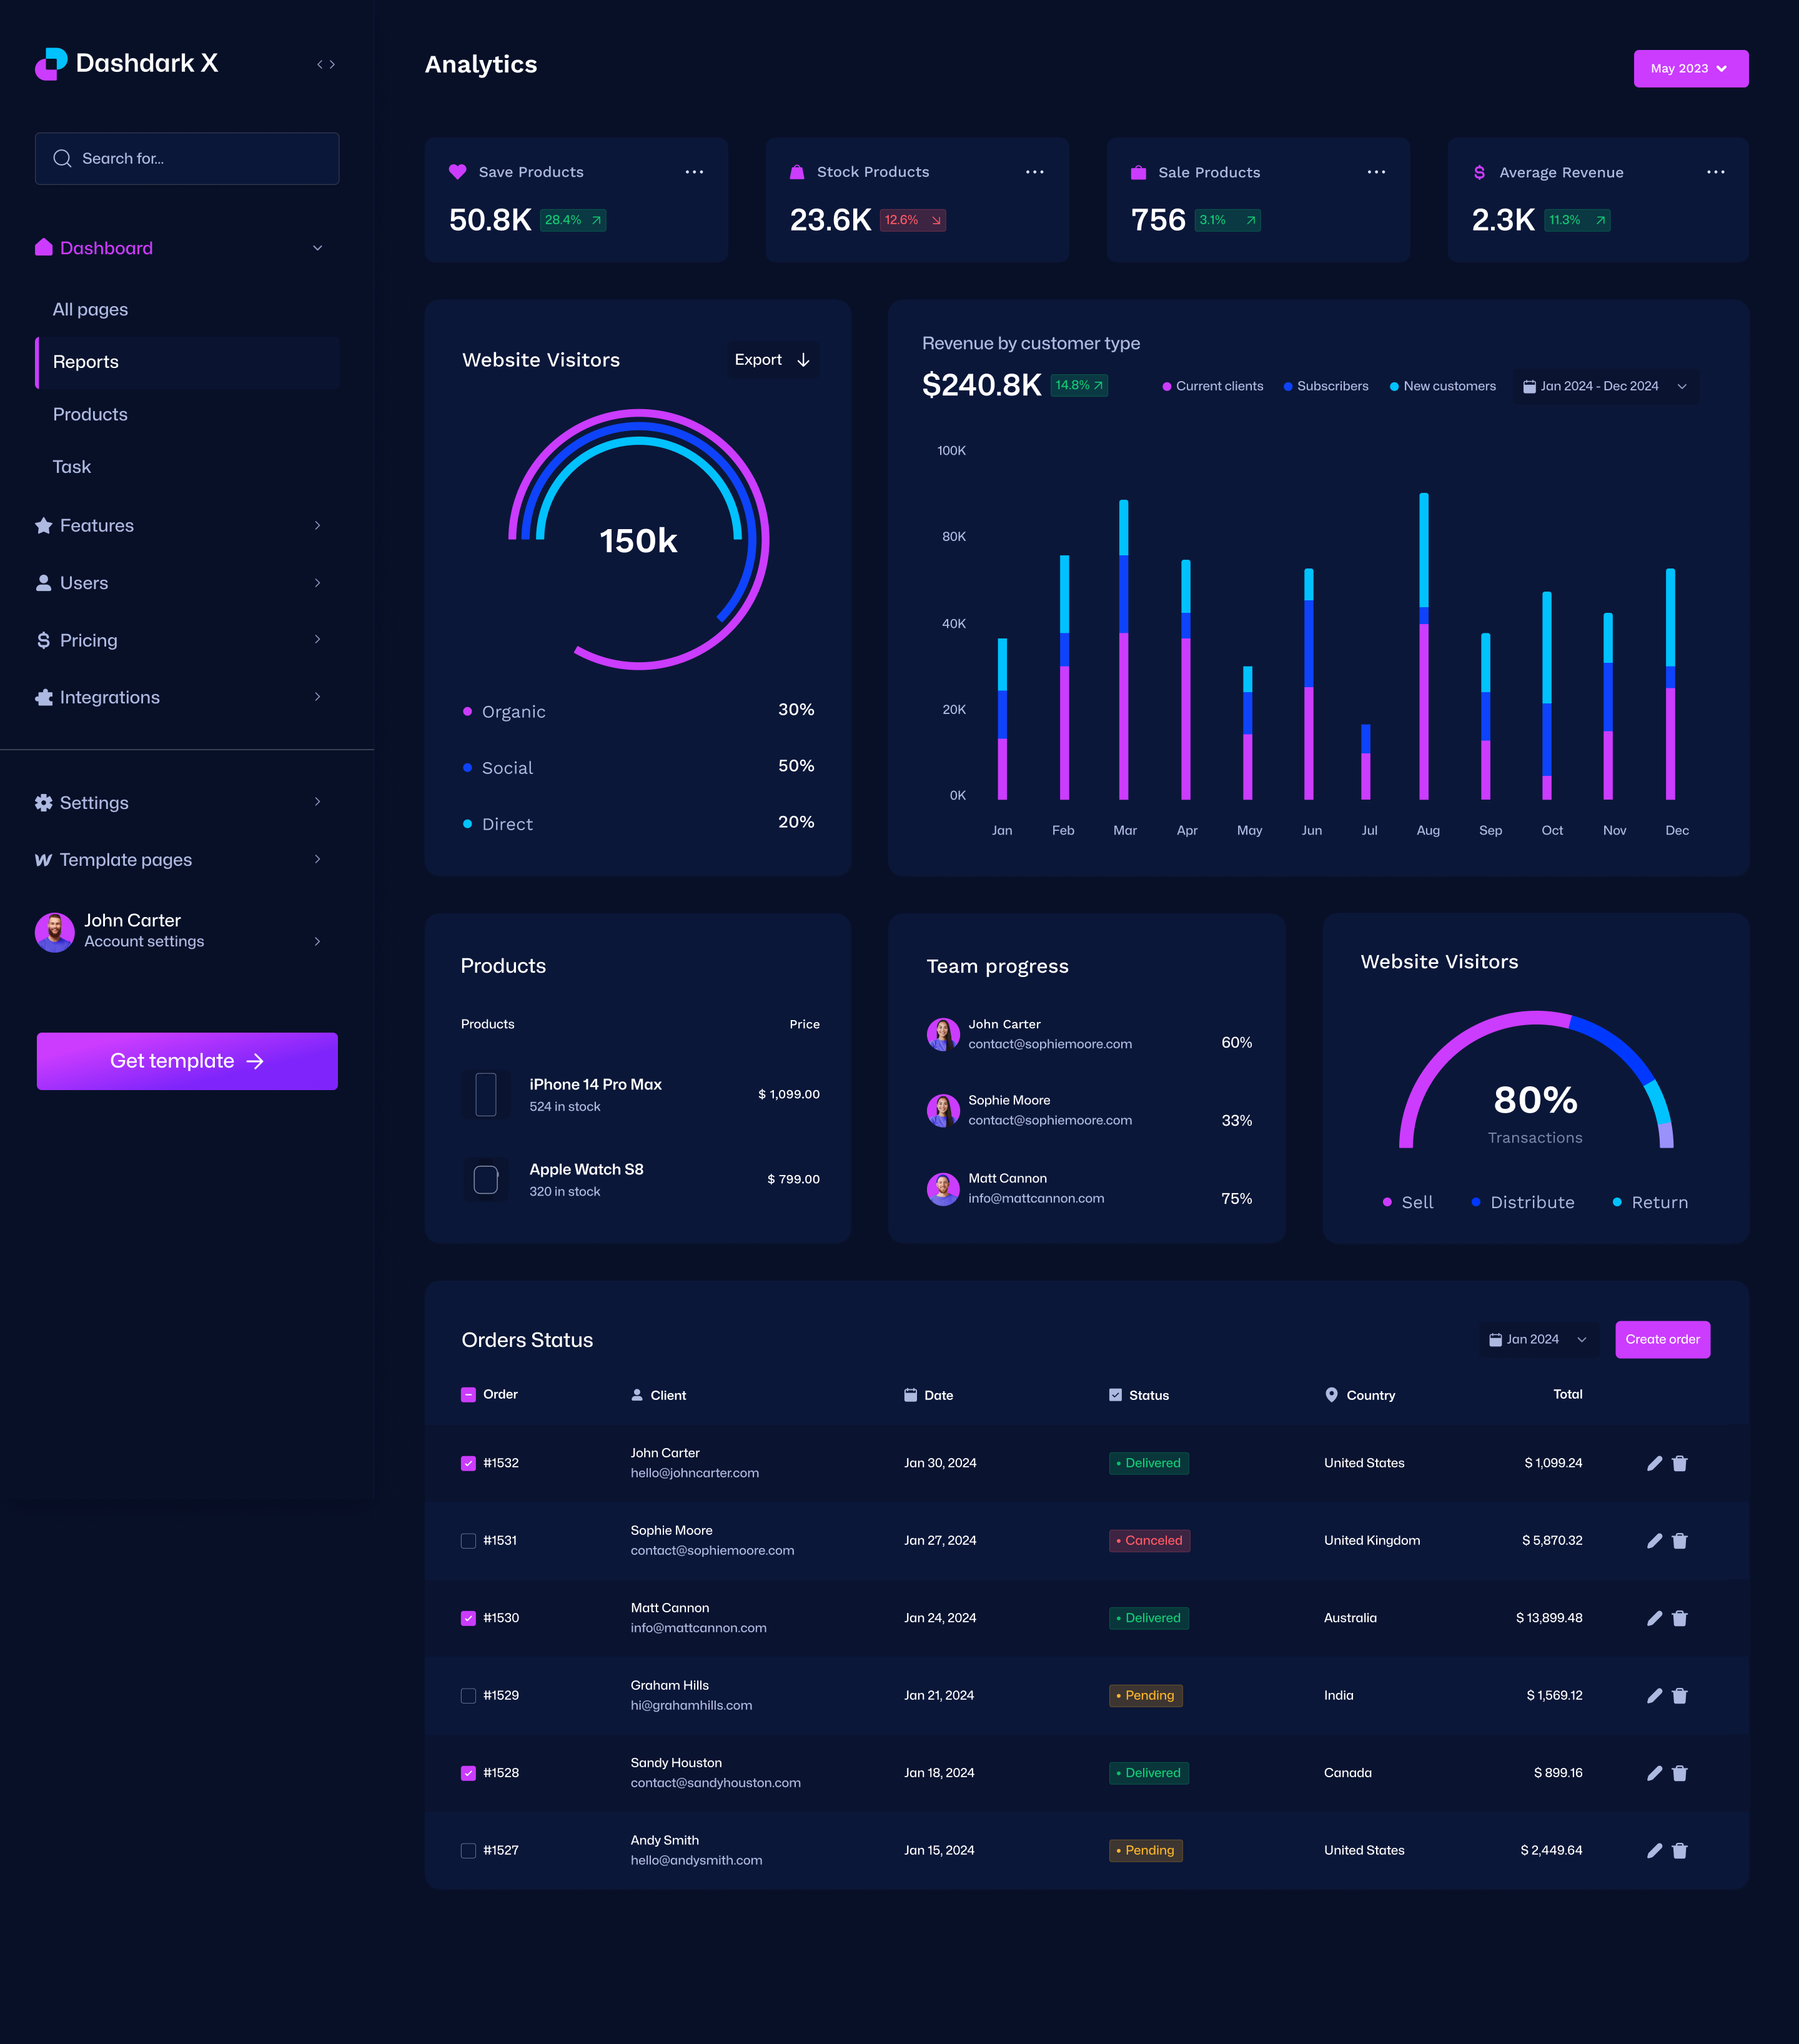 Dashdark X
Search for...
Dashboard
All pages
Reports
Products
Task
Features
Users
Pricing
Integrations
Settings
Template pages
John Carter
Account settings
Get template
Analytics
May 2023
Save Products
50.8K 28.4%
Stock Products
23.6K 12.6%
Sale Products
756 3.1%
Average Revenue
2.3K 11.3%
Website Visitors
Export
150k
Organic 30%
Social 50%
Direct 20%
Revenue by customer type
$240.8K 14.8%
Current clients Subscribers New customers Jan 2024 - Dec 2024
100K
80K
40K
20K
0K
Jan Feb Mar Apr May Jun Jul Aug Sep Oct Nov Dec
Products
Products Price
iPhone 14 Pro Max
524 in stock
$ 1,099.00
Apple Watch S8
320 in stock
$ 799.00
Team progress
John Carter
contact@sophiemoore.com
60%
Sophie Moore
contact@sophiemoore.com
33%
Matt Cannon
info@mattcannon.com
75%
Website Visitors
80%
Transactions
Sell Distribute Return
Orders Status
Jan 2024
Create order
Order Client Date Status Country Total
#1532 John Carter Jan 30, 2024 Delivered United States $ 1,099.24
hello@johncarter.com
#1531 Sophie Moore Jan 27, 2024 Canceled United Kingdom $ 5,870.32
contact@sophiemoore.com
#1530 Matt Cannon Jan 24, 2024 Delivered Australia $ 13,899.48
info@mattcannon.com
#1529 Graham Hills Jan 21, 2024 Pending India $ 1,569.12
hi@grahamhills.com
#1528 Sandy Houston Jan 18, 2024 Delivered Canada $ 899.16
contact@sandyhouston.com
#1527 Andy Smith Jan 15, 2024 Pending United States $ 2,449.64
hello@andysmith.com